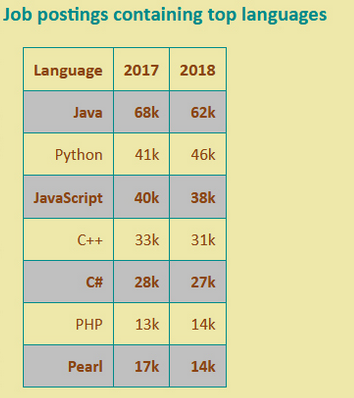 Job postings containing top languages
Language 2017 2018
Java 68k 62k
Python 41k 46k
JavaScript 40k 38k
C++ 33k 31k
C# 28k 27k
PHP 13k 14k
Pearl 17k 14k